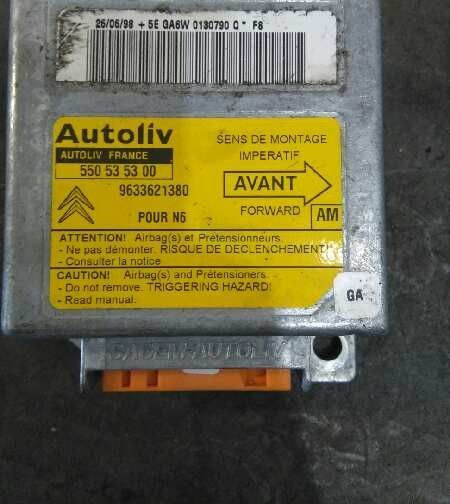 26/06/98 + 5E GA6W 0130790 Q * F8
Autoliv
AUTOLIV FRANCE
550 53 53 00
9633621380
POUR N6
SENS DE MONTAGE
IMPERATIF
AVANT
FORWARD
AM
ATTENTION! Airbag(s) et Prétensionneurs.
- Ne pas démonter. RISQUE DE DECLENCHEMENT!
- Consulter la notice
CAUTION! Airbag(s) and Prétensioners.
- Do not remove. TRIGGERING HAZARD!
- Read manual.
GA
SAGEM-AUTOLIV